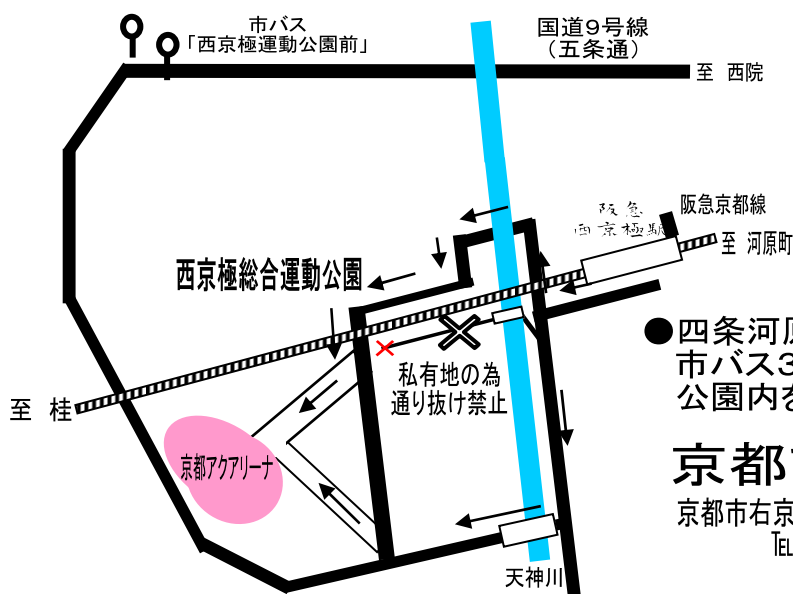 市バス
「西京極運動公園前」
国道9号線
(五条通)
至 西院
阪急京都線
阪急
西京極駅
至 河原町
西京極総合運動公園
●四条河原
市バス3
公園内を
私有地の為
通り抜け禁止
至 桂
京都アクアリーナ
京都市
京都市右京
TEL
天神川